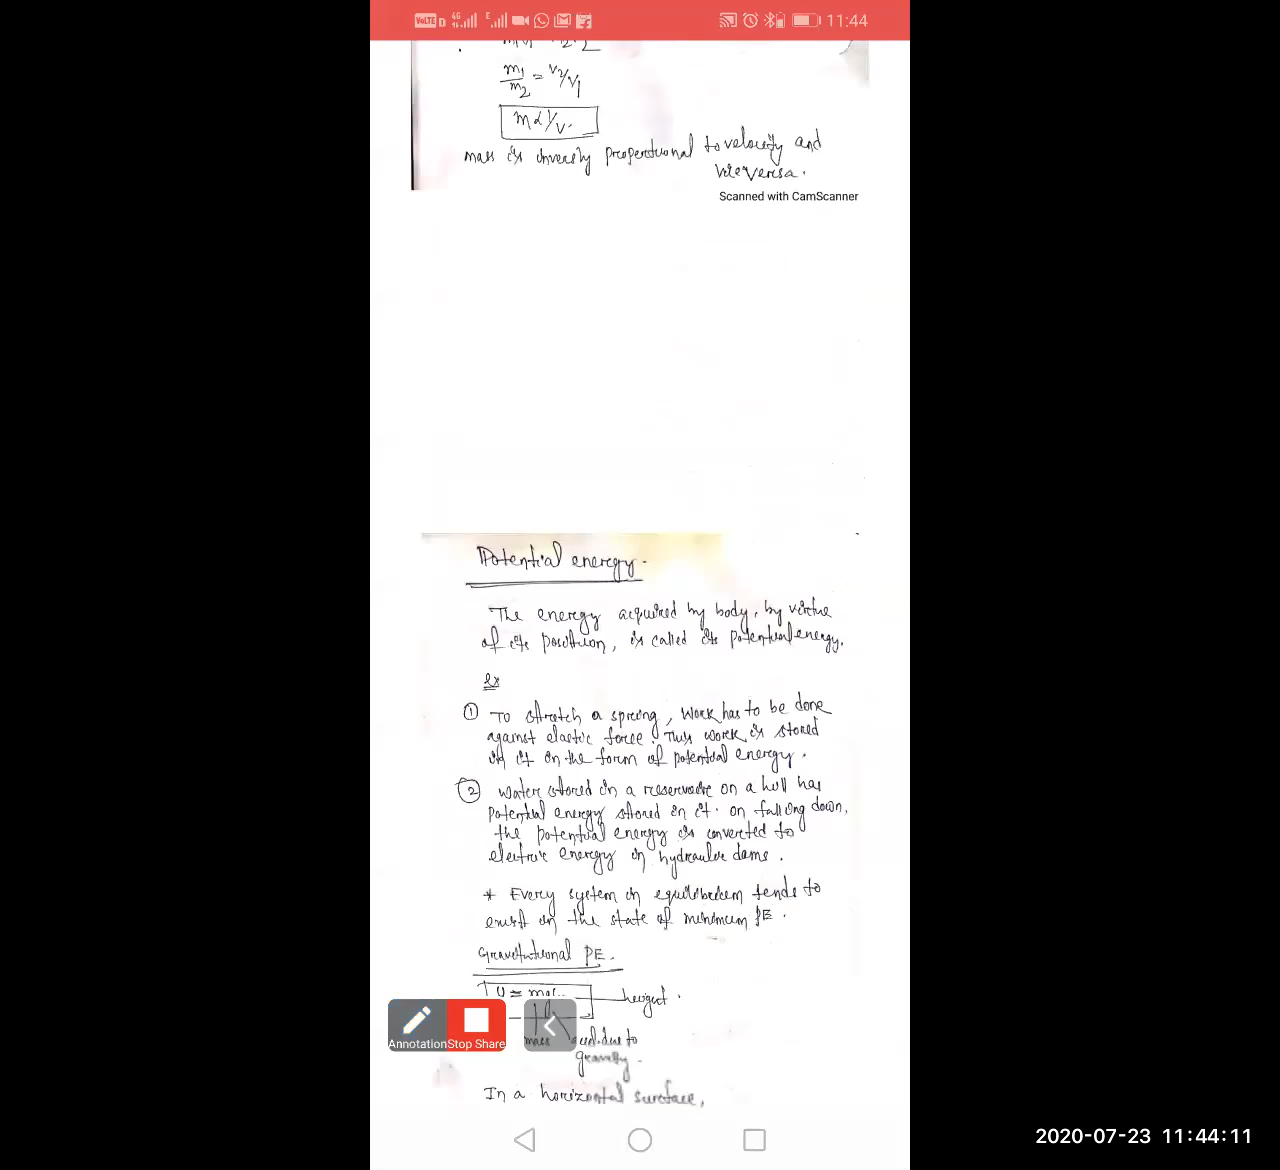 VoLTE D 4G E 11:44
m1/m2 = v2/v1
m α 1/v.
mass is inversly properctional to velocity and
viceversa.
Scanned with CamScanner
Potential energy.
The energy acquired by body, by virtue
of its position, is called its potential energy.
Ex
① To stretch a spring, work has to be done
against elastic force. This work is stored
in it in the form of potential energy.
② Water stored in a reservoire on a hill has
potential energy stored in it. on falling down,
the potential energy is converted to
electric energy in hydraulic dams.
* Every system in equilibrium tends to
exist in the state of minimum PE.
Gravitational PE.
U =
height.
mass accl. due to
gravity.
Annotation Stop Share
In a horizontal surface,
2020-07-23 11:44:11